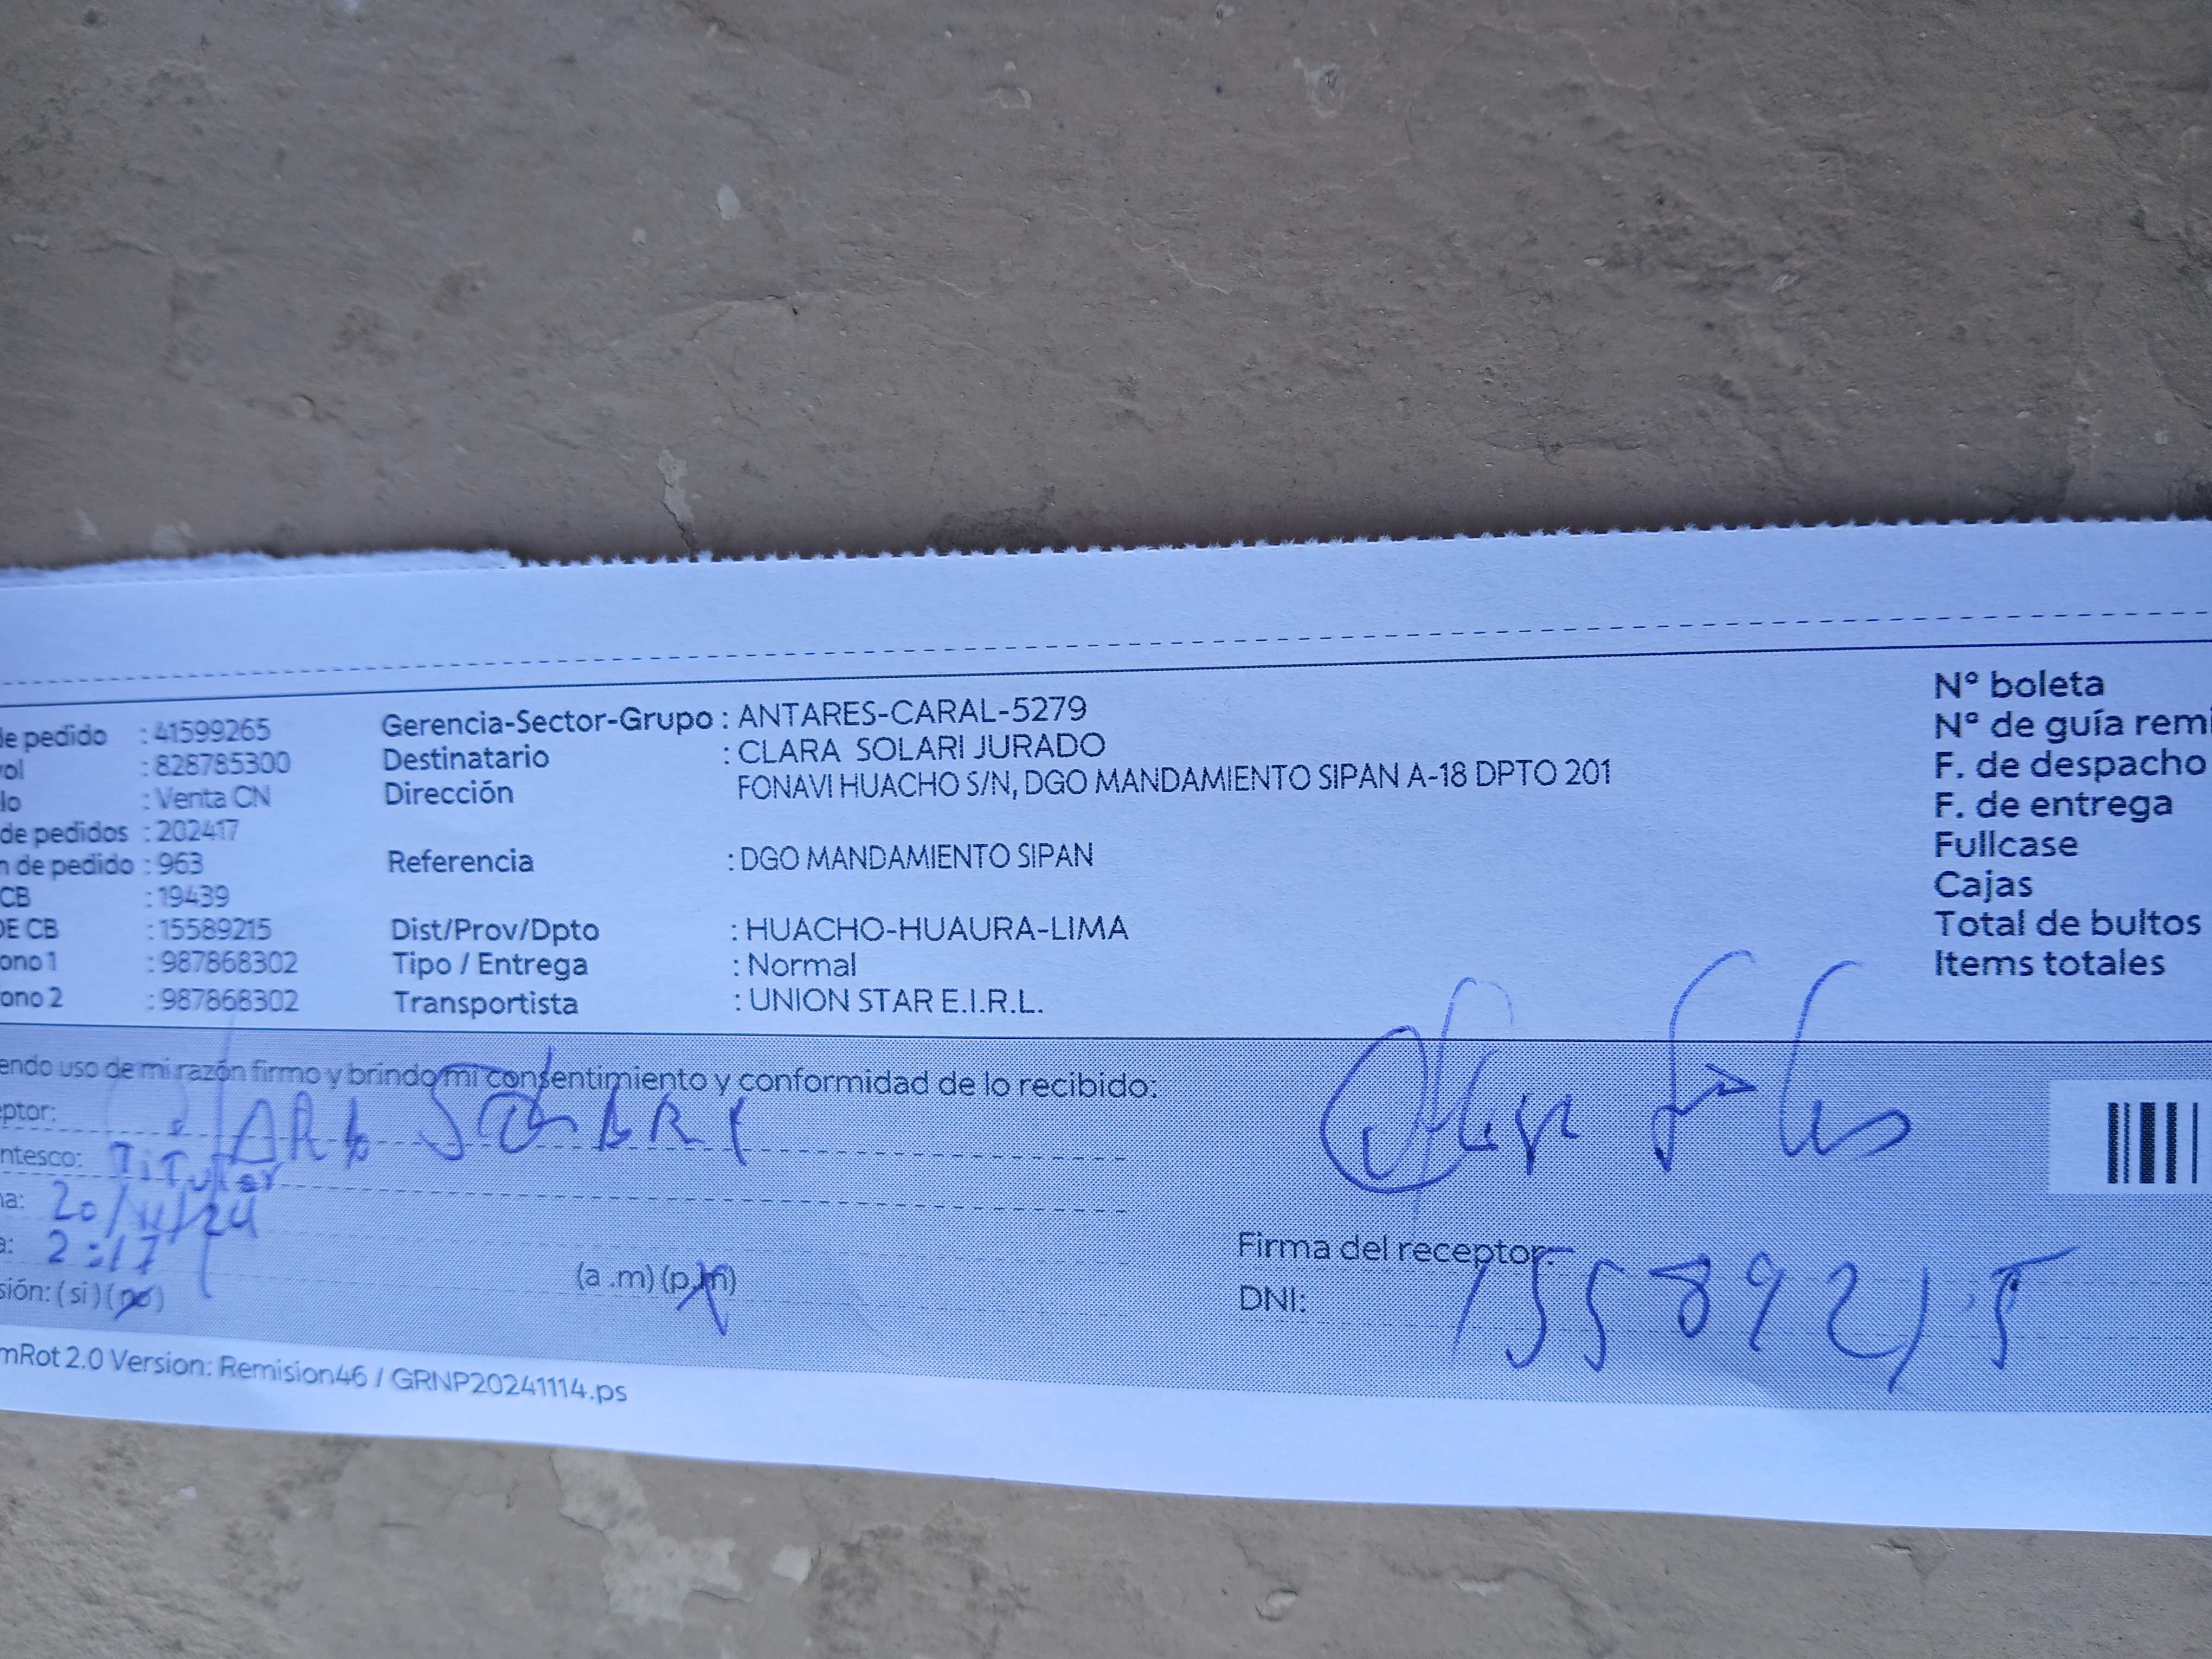 de pedido : 41599265
ol : 828785300
lo : Venta CN
de pedidos : 202417
n de pedido : 963
CB : 19439
DE CB : 15589215
ono 1 : 987868302
ono 2 : 987868302
Gerencia-Sector-Grupo : ANTARES-CARAL-5279
Destinatario : CLARA SOLARI JURADO
Dirección FONAVI HUACHO S/N, DGO MANDAMIENTO SIPAN A-18 DPTO 201
Referencia : DGO MANDAMIENTO SIPAN
Dist/Prov/Dpto : HUACHO-HUAURA-LIMA
Tipo / Entrega : Normal
Transportista : UNION STAR E.I.R.L.
Nº boleta
Nº de guía remi
F. de despacho
F. de entrega
Fullcase
Cajas
Total de bultos
Items totales
endo uso de mi razón firmo y brindo mi consentimiento y conformidad de lo recibido:
eptor:
ntesco: Titular
ha: 20/11/24
a: 2:17 (a .m) (p.m)
sión: ( si ) (no)
Firma del receptor:
DNI: 15589215
mRot 2.0 Version: Remision46 / GRNP20241114.ps